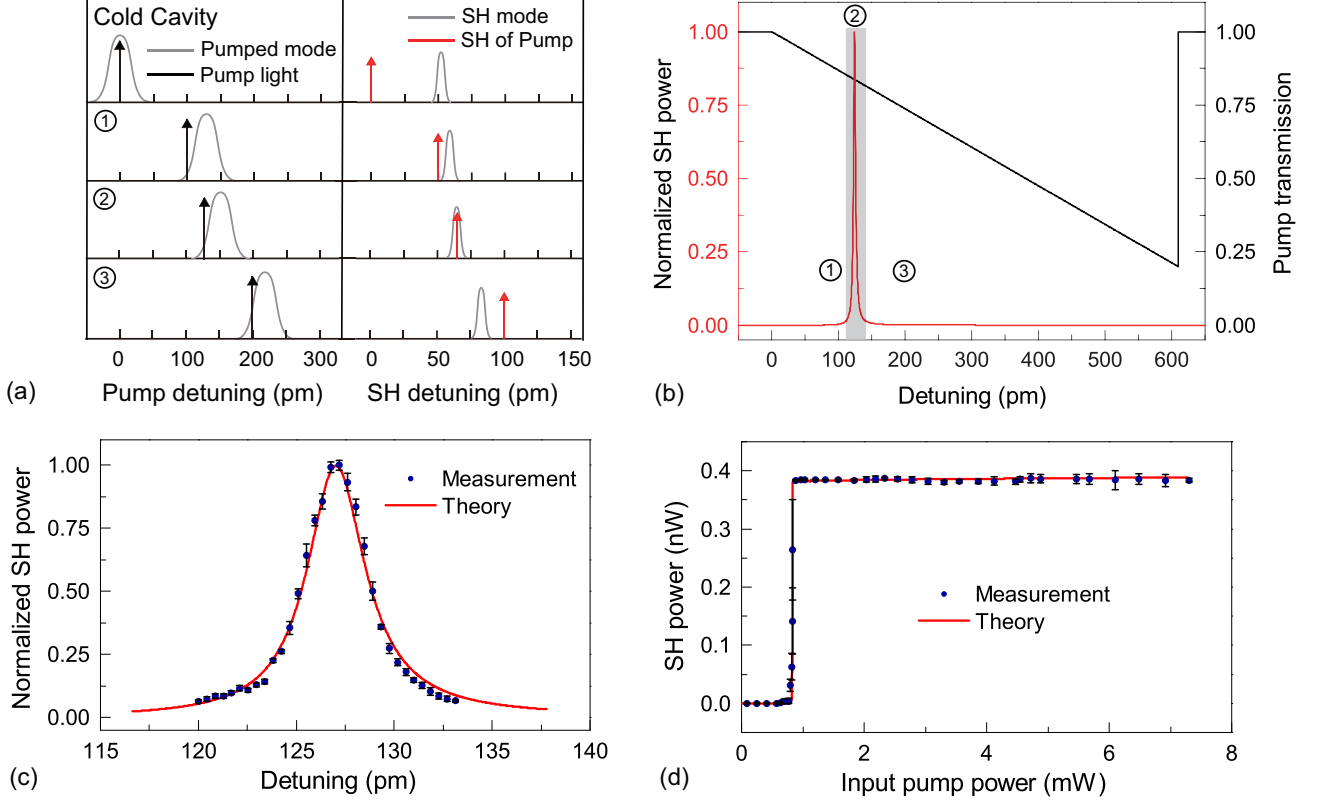 Cold Cavity
Pumped mode
Pump light
SH mode
SH of Pump
1
2
3
0 100 200 300
0 50 100 150
(a) Pump detuning (pm) SH detuning (pm)
2
1.00 1.00
0.75 0.75
0.50 0.50
0.25 0.25
0.00 0.00
1 3
Normalized SH power
Pump transmission
0 100 200 300 400 500 600
(b) Detuning (pm)
1.00
0.75
0.50
0.25
0.00
Normalized SH power
Measurement
Theory
115 120 125 130 135 140
(c) Detuning (pm)
0.4
0.3
0.2
0.1
0.0
SH power (nW)
Measurement
Theory
0 2 4 6 8
(d) Input pump power (mW)